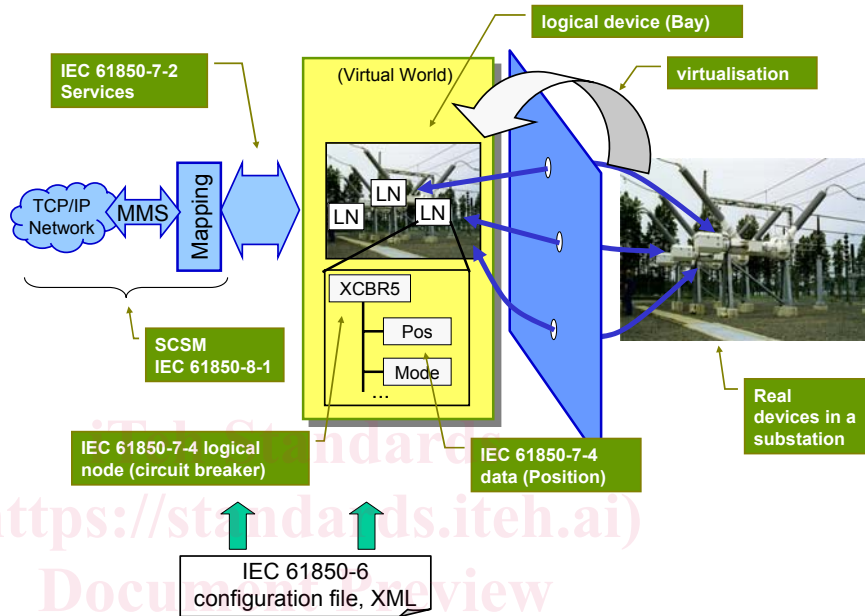 logical device (Bay)
IEC 61850-7-2
Services
(Virtual World)
virtualisation
LN
LN
LN
TCP/IP
Network
MMS
Mapping
XCBR5
Pos
Mode
...
SCSM
IEC 61850-8-1
Real
devices in a
substation
IEC 61850-7-4 logical
node (circuit breaker)
IEC 61850-7-4
data (Position)
iTeh Standards
(https://standards.iteh.ai)
Document Preview
IEC 61850-6
configuration file, XML